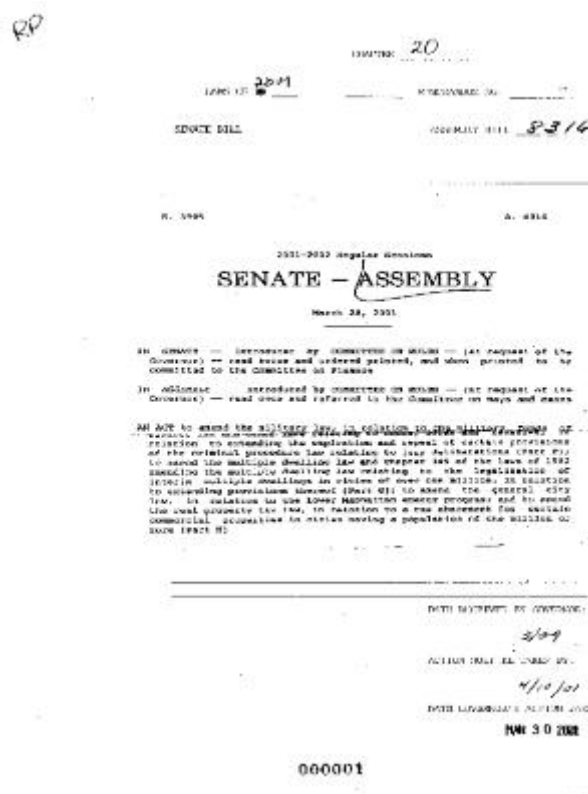 RP
CHAPTER 20
LAWS OF 2001
SENATE BILL
ASSEMBLY BILL 8316
2001-2002 Regular Sessions
SENATE — ASSEMBLY
March 28, 2001
IN SENATE -- Introduced by COMMITTEE ON RULES -- (at request of the
Governor) -- read twice and ordered printed, and when printed to be
committed to the Committee on Finance
IN ASSEMBLY introduced by COMMITTEE ON RULES -- (at request of the
Governor) -- read once and referred to the Committee on Ways and Means
AN ACT to amend the military law, in relation to
relation to extending the expiration and repeal of certain provisions
of the criminal procedure law relating to jury deliberations (Part F);
to amend the multiple dwelling law and chapter of the laws of 1982
amending the multiple dwelling law relating to the legalization of
interim multiple dwellings in cities of over one million, in relation
to extending provisions thereof (Part G); to amend the general city
law, in relation to the Lower Manhattan energy program; and to amend
the real property tax law, in relation to a tax abatement for certain
commercial properties in cities having a population of one million or
more (Part H)
DATE RECEIVED BY GOVERNOR:
3/29
ACTION MUST BE TAKEN BY:
4/10/01
DATE GOVERNOR'S ACTION
MAR 30 2001
000001